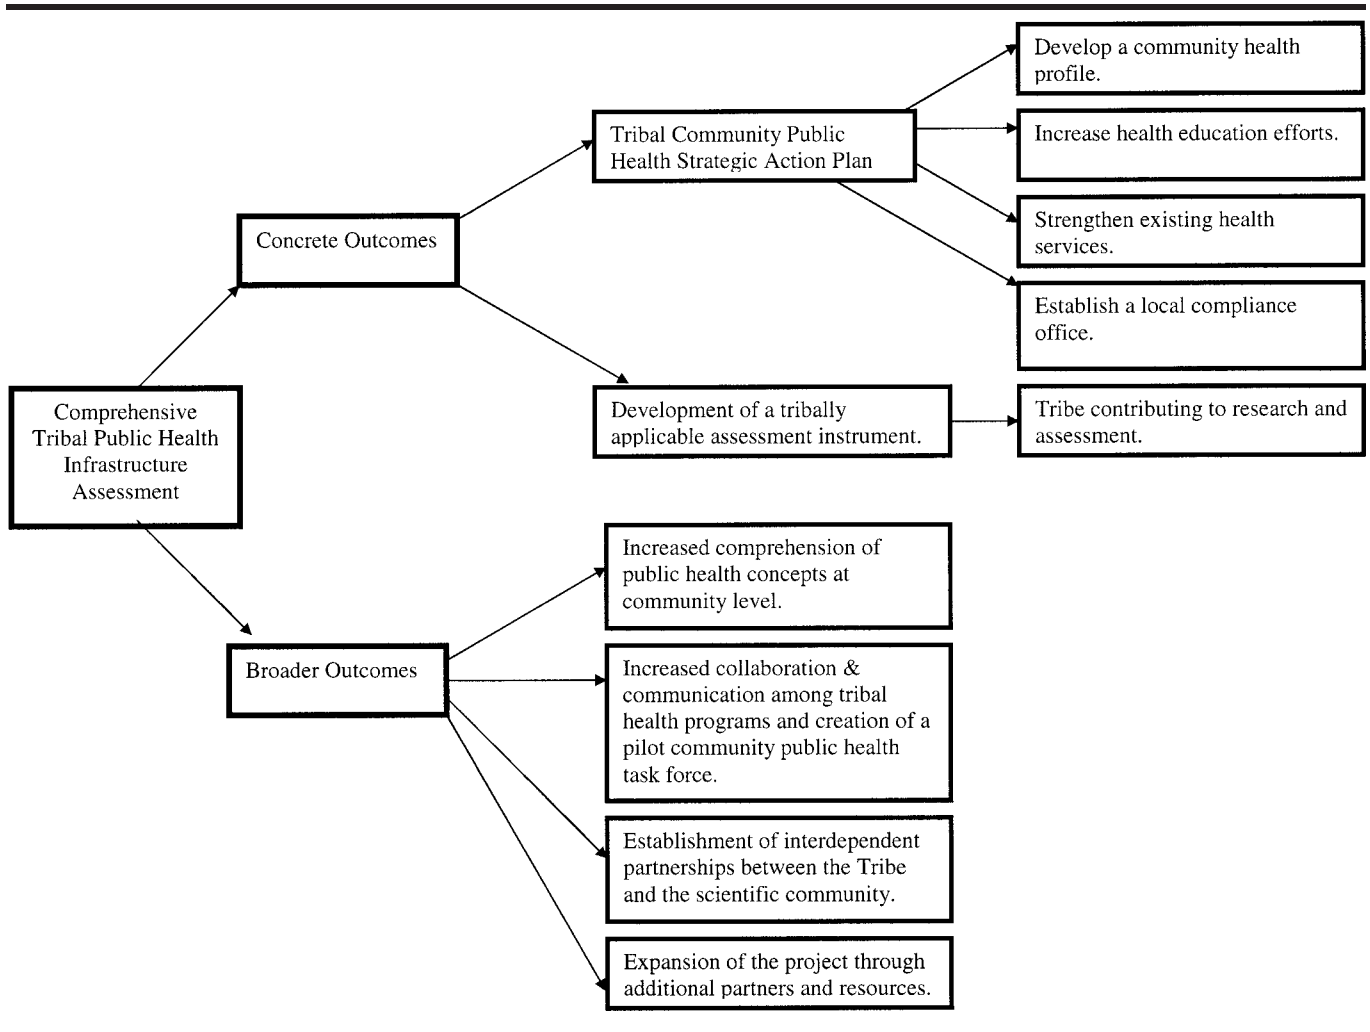 Comprehensive
Tribal Public Health
Infrastructure
Assessment
Concrete Outcomes
Tribal Community Public
Health Strategic Action Plan
Develop a community health
profile.
Increase health education efforts.
Strengthen existing health
services.
Establish a local compliance
office.
Development of a tribally
applicable assessment instrument.
Tribe contributing to research and
assessment.
Broader Outcomes
Increased comprehension of
public health concepts at
community level.
Increased collaboration &
communication among tribal
health programs and creation of a
pilot community public health
task force.
Establishment of interdependent
partnerships between the Tribe
and the scientific community.
Expansion of the project through
additional partners and resources.